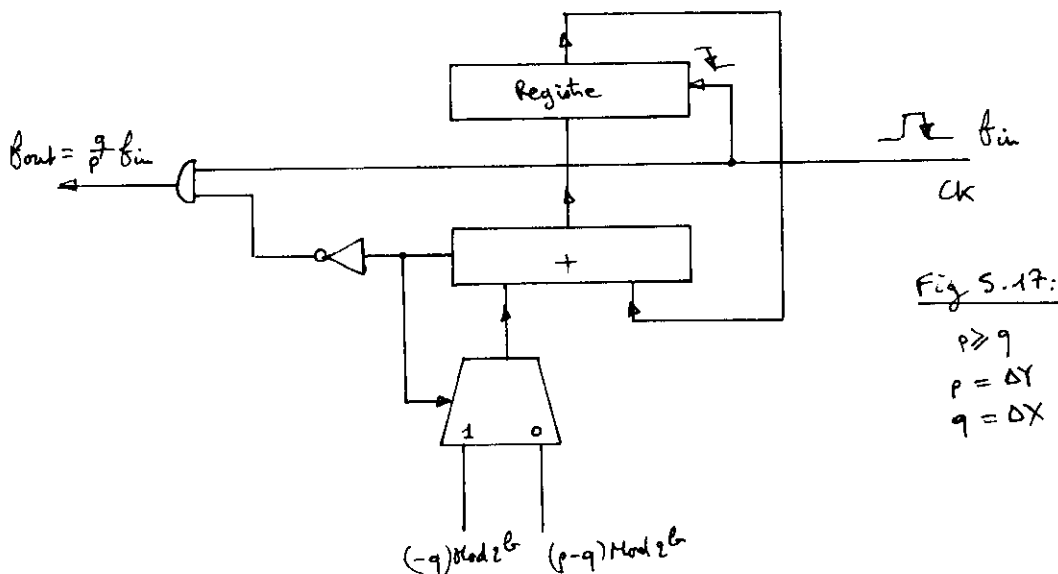 Registre
fout = q/p fin
fin
Ck
+
Fig 5.17:
p ≥ q
p = ΔY
q = ΔX
1 0
(-q) Mod 2^b (p-q) Mod 2^b